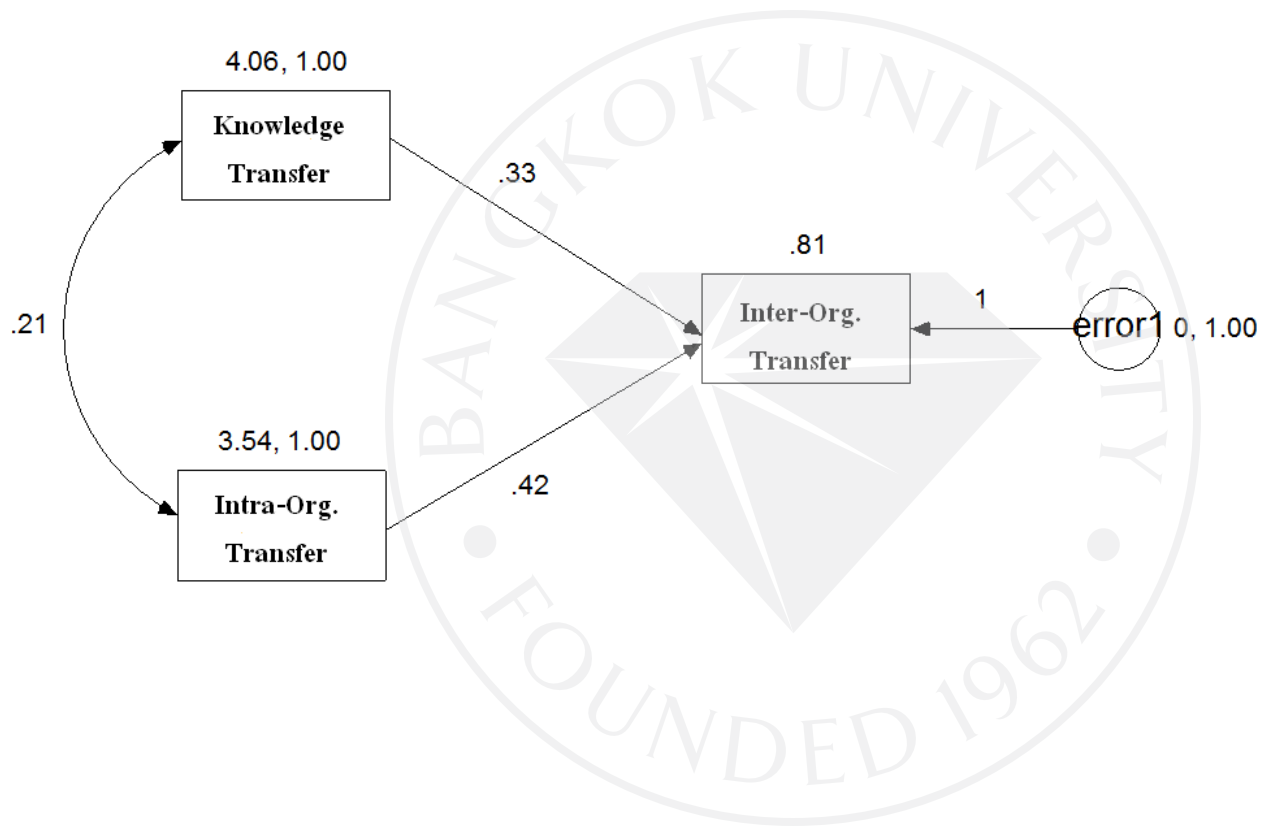 4.06, 1.00
Knowledge
Transfer
.33
.81
Inter-Org.
Transfer
1
error1
0, 1.00
.21
3.54, 1.00
Intra-Org.
Transfer
.42
BANGKOK UNIVERSITY
• FOUNDED 1962 •